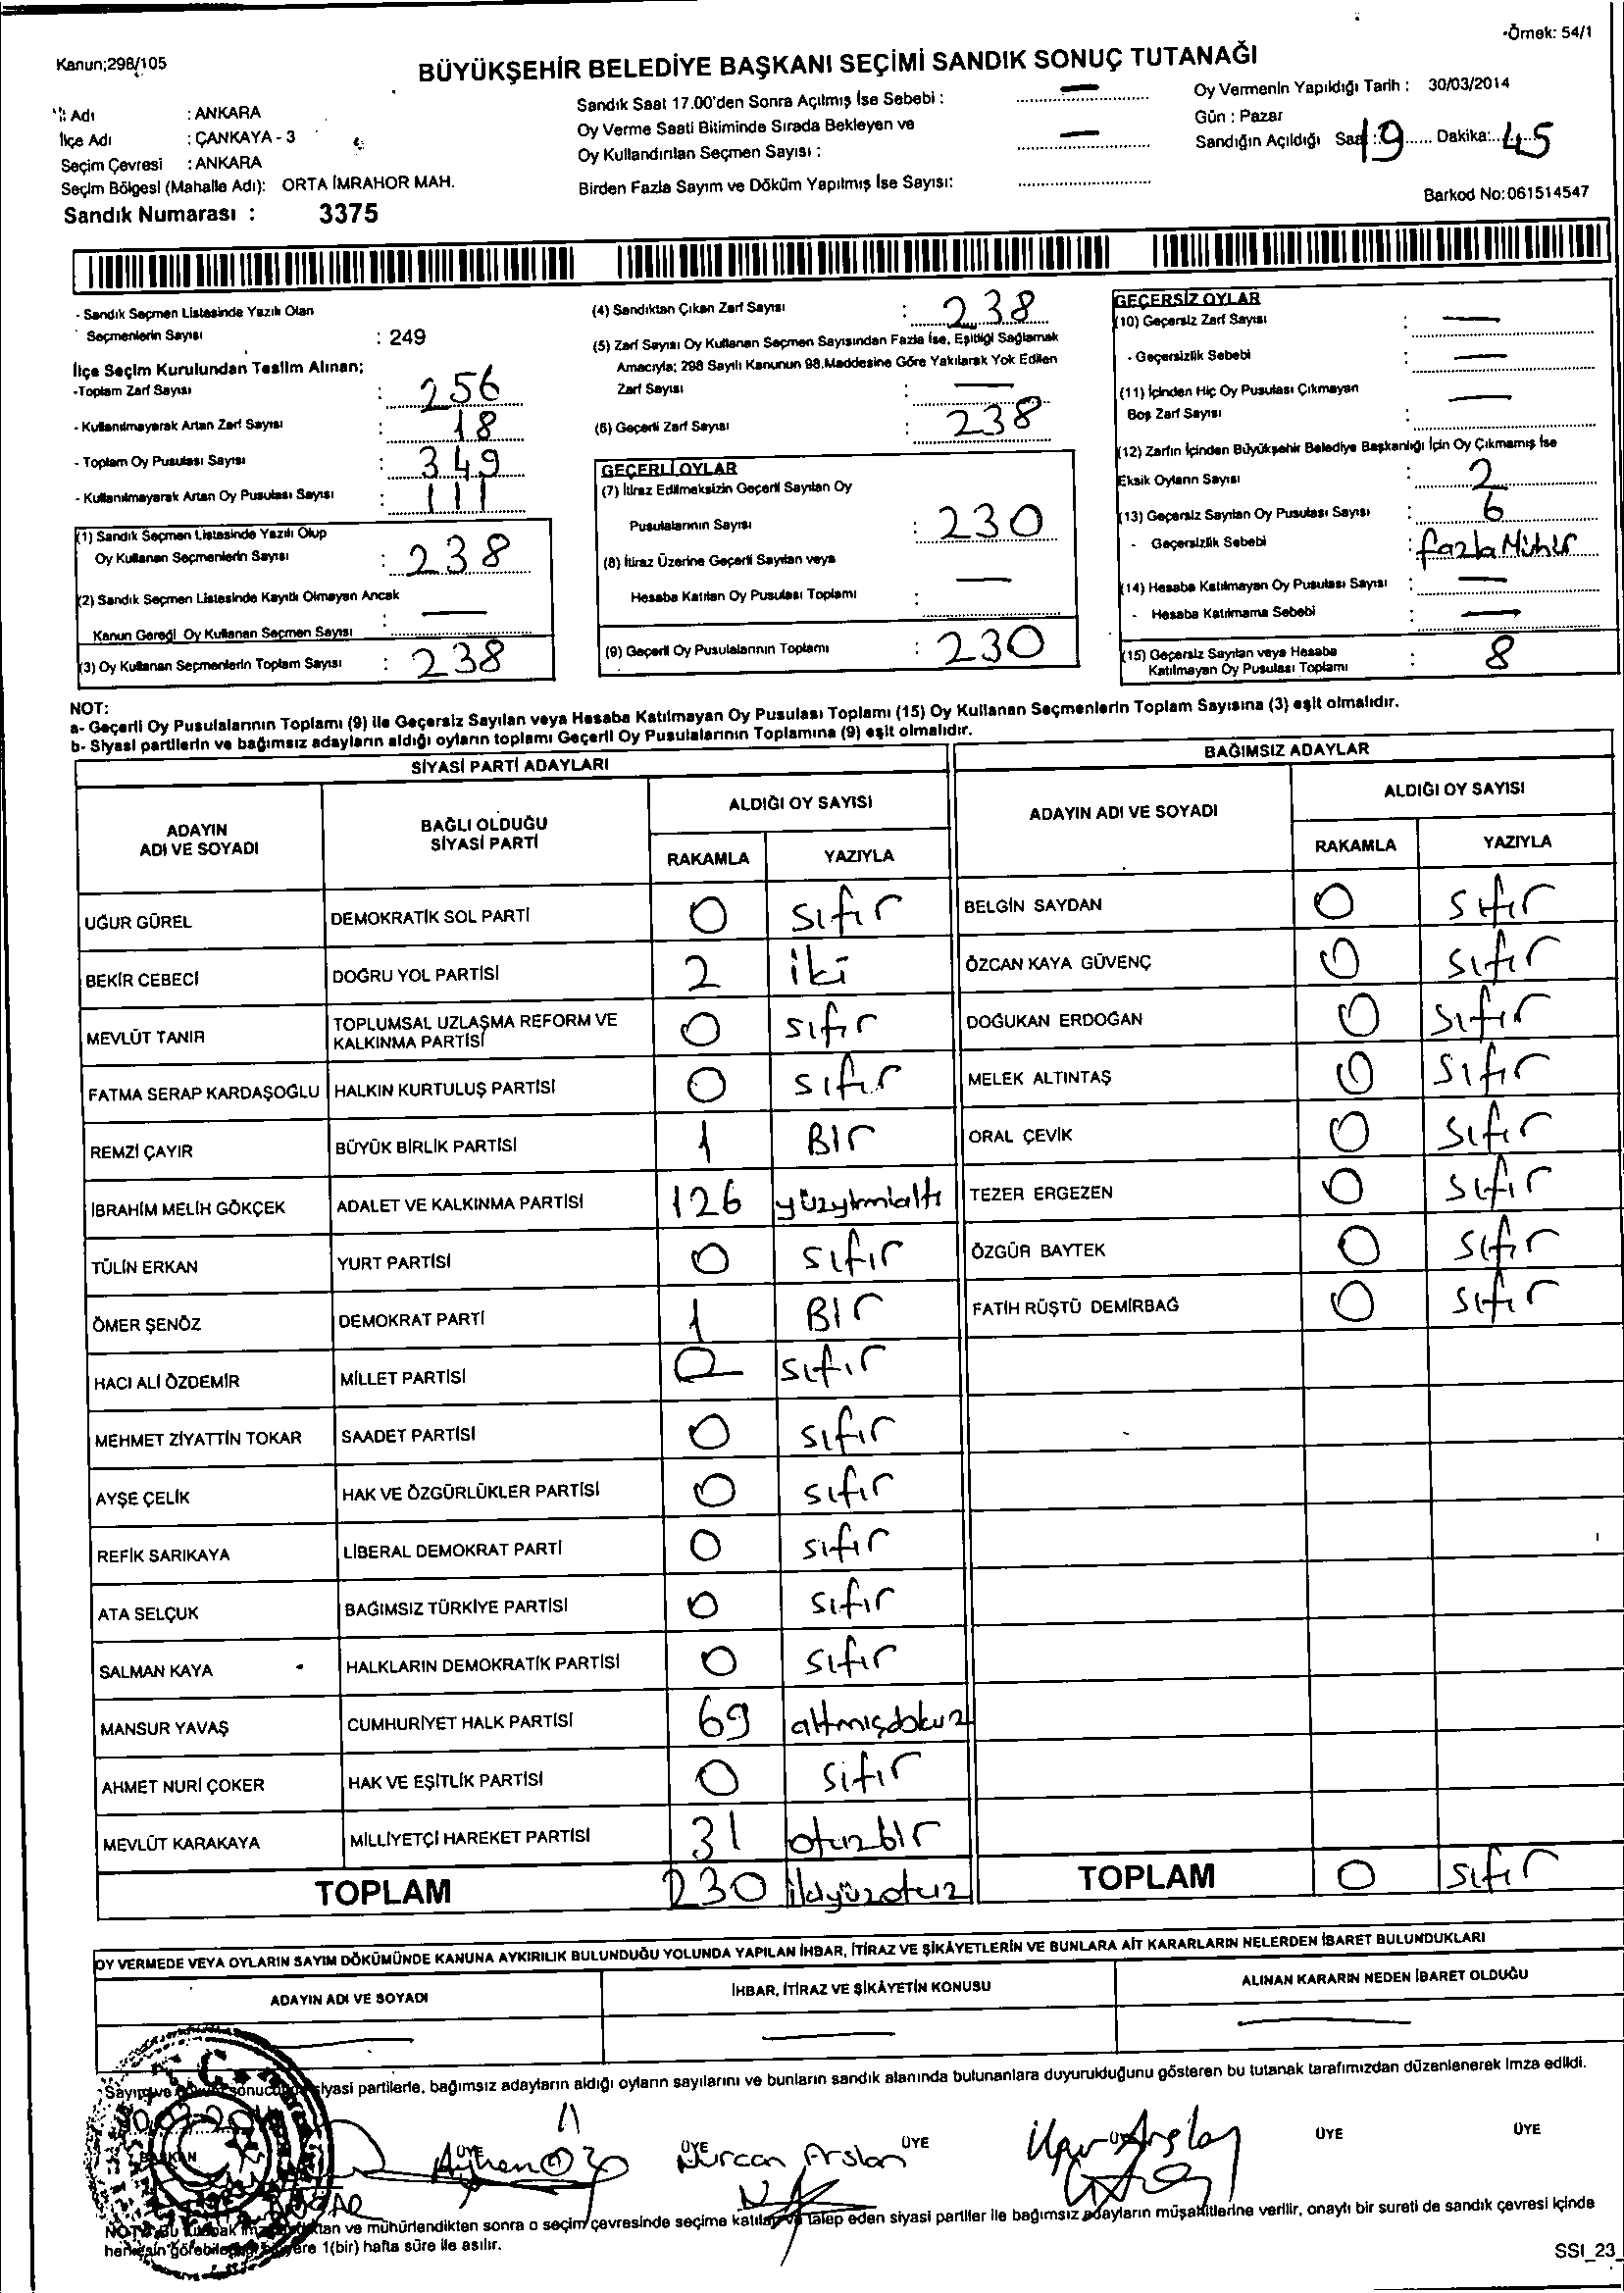 Örnek: 54/1
Kanun;298/105
BÜYÜKŞEHİR BELEDİYE BAŞKANI SEÇİMİ SANDIK SONUÇ TUTANAĞI
Adı : ANKARA
İlçe Adı : ÇANKAYA - 3
Seçim Çevresi : ANKARA
Seçim Bölgesi (Mahalle Adı): ORTA İMRAHOR MAH.
Sandık Numarası : 3375
Sandık Saat 17.00'den Sonra Açılmış İse Sebebi : —
Oy Verme Saati Bitiminde Sırada Bekleyen ve
Oy Kullandırılan Seçmen Sayısı : —
Birden Fazla Sayım ve Döküm Yapılmış İse Sayısı:
Oy Vermenin Yapıldığı Tarih : 30/03/2014
Gün : Pazar
Sandığın Açıldığı Saat : 19 Dakika: 45
Barkod No:061514547
- Sandık Seçmen Listesinde Yazılı Olan
Seçmenlerin Sayısı : 249
İlçe Seçim Kurulundan Teslim Alınan;
-Toplam Zarf Sayısı : 256
- Kullanılmayarak Artan Zarf Sayısı : 18
- Toplam Oy Pusulası Sayısı : 349
- Kullanılmayarak Artan Oy Pusulası Sayısı : 111
(1) Sandık Seçmen Listesinde Yazılı Olup
Oy Kullanan Seçmenlerin Sayısı : 238
(2) Sandık Seçmen Listesinde Kayıtlı Olmayan Ancak
Kanun Gereği Oy Kullanan Seçmen Sayısı : —
(3) Oy Kullanan Seçmenlerin Toplam Sayısı : 238
(4) Sandıktan Çıkan Zarf Sayısı : 238
(5) Zarf Sayısı Oy Kullanan Seçmen Sayısından Fazla İse, Eşitliği Sağlamak
Amacıyla; 298 Sayılı Kanunun 98.Maddesine Göre Yakılarak Yok Edilen
Zarf Sayısı : —
(6) Geçerli Zarf Sayısı : 238
GEÇERLİ OYLAR
(7) İtiraz Edilmeksizin Geçerli Sayılan Oy
Pusulalarının Sayısı : 230
(8) İtiraz Üzerine Geçerli Sayılan veya
Hesaba Katılan Oy Pusulası Toplamı : —
(9) Geçerli Oy Pusulalarının Toplamı : 230
GEÇERSİZ OYLAR
(10) Geçersiz Zarf Sayısı : —
- Geçersizlik Sebebi : —
(11) İçinden Hiç Oy Pusulası Çıkmayan
Boş Zarf Sayısı : —
(12) Zarfın İçinden Büyükşehir Belediye Başkanlığı İçin Oy Çıkmamış İse
Eksik Oyların Sayısı : 2
(13) Geçersiz Sayılan Oy Pusulası Sayısı : 6
- Geçersizlik Sebebi : fazla Mühür
(14) Hesaba Katılmayan Oy Pusulası Sayısı : —
- Hesaba Katılmama Sebebi : —
(15) Geçersiz Sayılan veya Hesaba
Katılmayan Oy Pusulası Toplamı : 8
NOT:
a- Geçerli Oy Pusulalarının Toplamı (9) ile Geçersiz Sayılan veya Hesaba Katılmayan Oy Pusulası Toplamı (15) Oy Kullanan Seçmenlerin Toplam Sayısına (3) eşit olmalıdır.
b- Siyasi partilerin ve bağımsız adayların aldığı oyların toplamı Geçerli Oy Pusulalarının Toplamına (9) eşit olmalıdır.
SİYASİ PARTİ ADAYLARI
ADAYIN ADI VE SOYADI BAĞLI OLDUĞU SİYASİ PARTİ ALDIĞI OY SAYISI
RAKAMLA YAZIYLA
UĞUR GÜREL DEMOKRATİK SOL PARTİ 0 sıfır
BEKİR CEBECİ DOĞRU YOL PARTİSİ 2 iki
MEVLÜT TANIR TOPLUMSAL UZLAŞMA REFORM VE KALKINMA PARTİSİ 0 sıfır
FATMA SERAP KARDAŞOĞLU HALKIN KURTULUŞ PARTİSİ 0 sıfır
REMZİ ÇAYIR BÜYÜK BİRLİK PARTİSİ 1 BIr
İBRAHİM MELİH GÖKÇEK ADALET VE KALKINMA PARTİSİ 126 yüzyirmialtı
TÜLİN ERKAN YURT PARTİSİ 0 sıfır
ÖMER ŞENÖZ DEMOKRAT PARTİ 1 BIr
HACI ALİ ÖZDEMİR MİLLET PARTİSİ 0 sıfır
MEHMET ZİYATTİN TOKAR SAADET PARTİSİ 0 sıfır
AYŞE ÇELİK HAK VE ÖZGÜRLÜKLER PARTİSİ 0 sıfır
REFİK SARIKAYA LİBERAL DEMOKRAT PARTİ 0 sıfır
ATA SELÇUK BAĞIMSIZ TÜRKİYE PARTİSİ 0 sıfır
SALMAN KAYA HALKLARIN DEMOKRATİK PARTİSİ 0 sıfır
MANSUR YAVAŞ CUMHURİYET HALK PARTİSİ 69 altmışdokuz
AHMET NURİ ÇOKER HAK VE EŞİTLİK PARTİSİ 0 sıfır
MEVLÜT KARAKAYA MİLLİYETÇİ HAREKET PARTİSİ 31 otuzbir
TOPLAM 230 ikiyüzotuz
BAĞIMSIZ ADAYLAR
ADAYIN ADI VE SOYADI ALDIĞI OY SAYISI
RAKAMLA YAZIYLA
BELGİN SAYDAN 0 sıfır
ÖZCAN KAYA GÜVENÇ 0 sıfır
DOĞUKAN ERDOĞAN 0 sıfır
MELEK ALTINTAŞ 0 sıfır
ORAL ÇEVİK 0 sıfır
TEZER ERGEZEN 0 sıfır
ÖZGÜR BAYTEK 0 sıfır
FATİH RÜŞTÜ DEMİRBAĞ 0 sıfır
TOPLAM 0 sıfır
OY VERMEDE VEYA OYLARIN SAYIM DÖKÜMÜNDE KANUNA AYKIRILIK BULUNDUĞU YOLUNDA YAPILAN İHBAR, İTİRAZ VE ŞİKÂYETLERİN VE BUNLARA AİT KARARLARIN NELERDEN İBARET BULUNDUKLARI
ADAYIN ADI VE SOYADI İHBAR, İTİRAZ VE ŞİKÂYETİN KONUSU ALINAN KARARIN NEDEN İBARET OLDUĞU
— — —
siyasi partilerle, bağımsız adayların aldığı oyların sayılarını ve bunların sandık alanında bulunanlara duyurulduğunu gösteren bu tutanak tarafımızdan düzenlenerek imza edildi.
BAŞKAN ÜYE ÜYE ÜYE ÜYE ÜYE
Ayhan Nurcan Arslan
NOT: Bu tutanak ve mühürlendikten sonra o seçim çevresinde seçime katılan ve talep eden siyasi partiler ile bağımsız adayların müşahitlerine verilir, onaylı bir sureti de sandık çevresi içinde
herkesin 1(bir) hafta süre ile asılır.
SSI_23